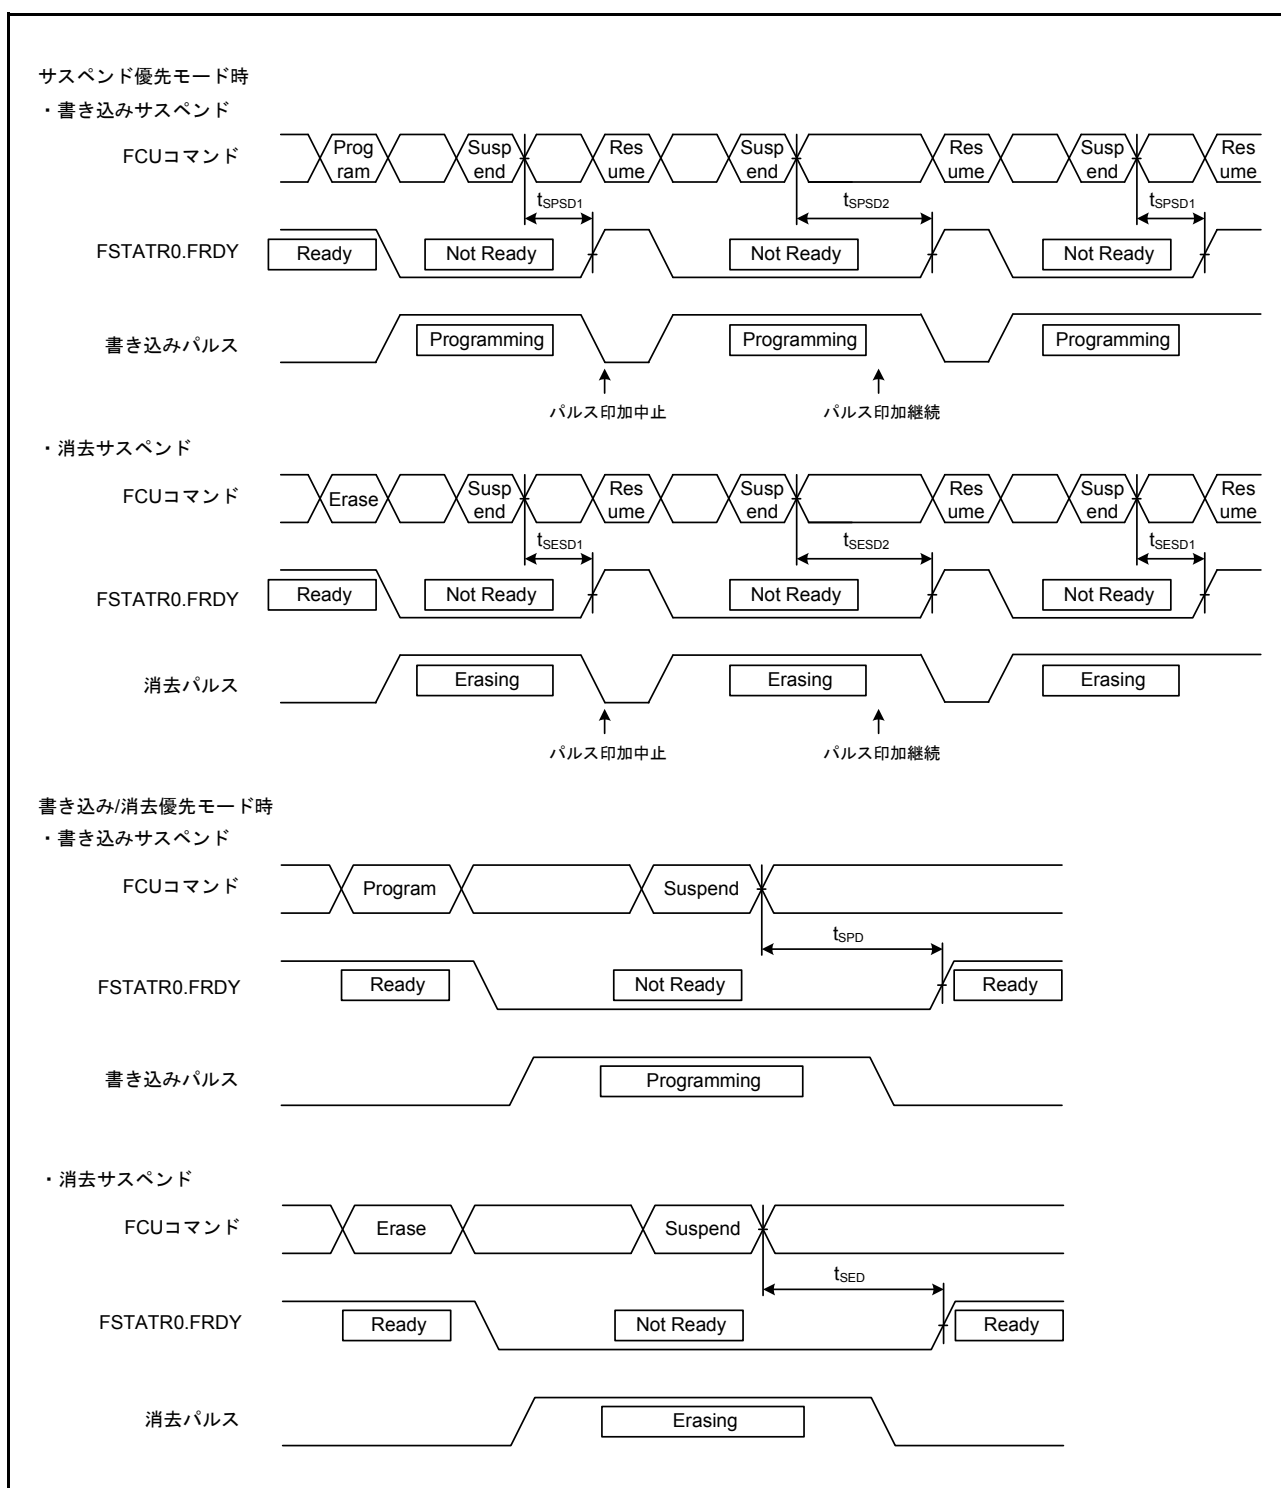 サスペンド優先モード時
・書き込みサスペンド
FCUコマンド
Prog
ram
Susp
end
Res
ume
Susp
end
Res
ume
Susp
end
Res
ume
tSPSD1
tSPSD2
tSPSD1
FSTATR0.FRDY
Ready
Not Ready
Not Ready
Not Ready
書き込みパルス
Programming
Programming
Programming
パルス印加中止
パルス印加継続
・消去サスペンド
FCUコマンド
Erase
Susp
end
Res
ume
Susp
end
Res
ume
Susp
end
Res
ume
tSESD1
tSESD2
tSESD1
FSTATR0.FRDY
Ready
Not Ready
Not Ready
Not Ready
消去パルス
Erasing
Erasing
Erasing
パルス印加中止
パルス印加継続
書き込み/消去優先モード時
・書き込みサスペンド
FCUコマンド
Program
Suspend
tSPD
FSTATR0.FRDY
Ready
Not Ready
Ready
書き込みパルス
Programming
・消去サスペンド
FCUコマンド
Erase
Suspend
tSED
FSTATR0.FRDY
Ready
Not Ready
Ready
消去パルス
Erasing